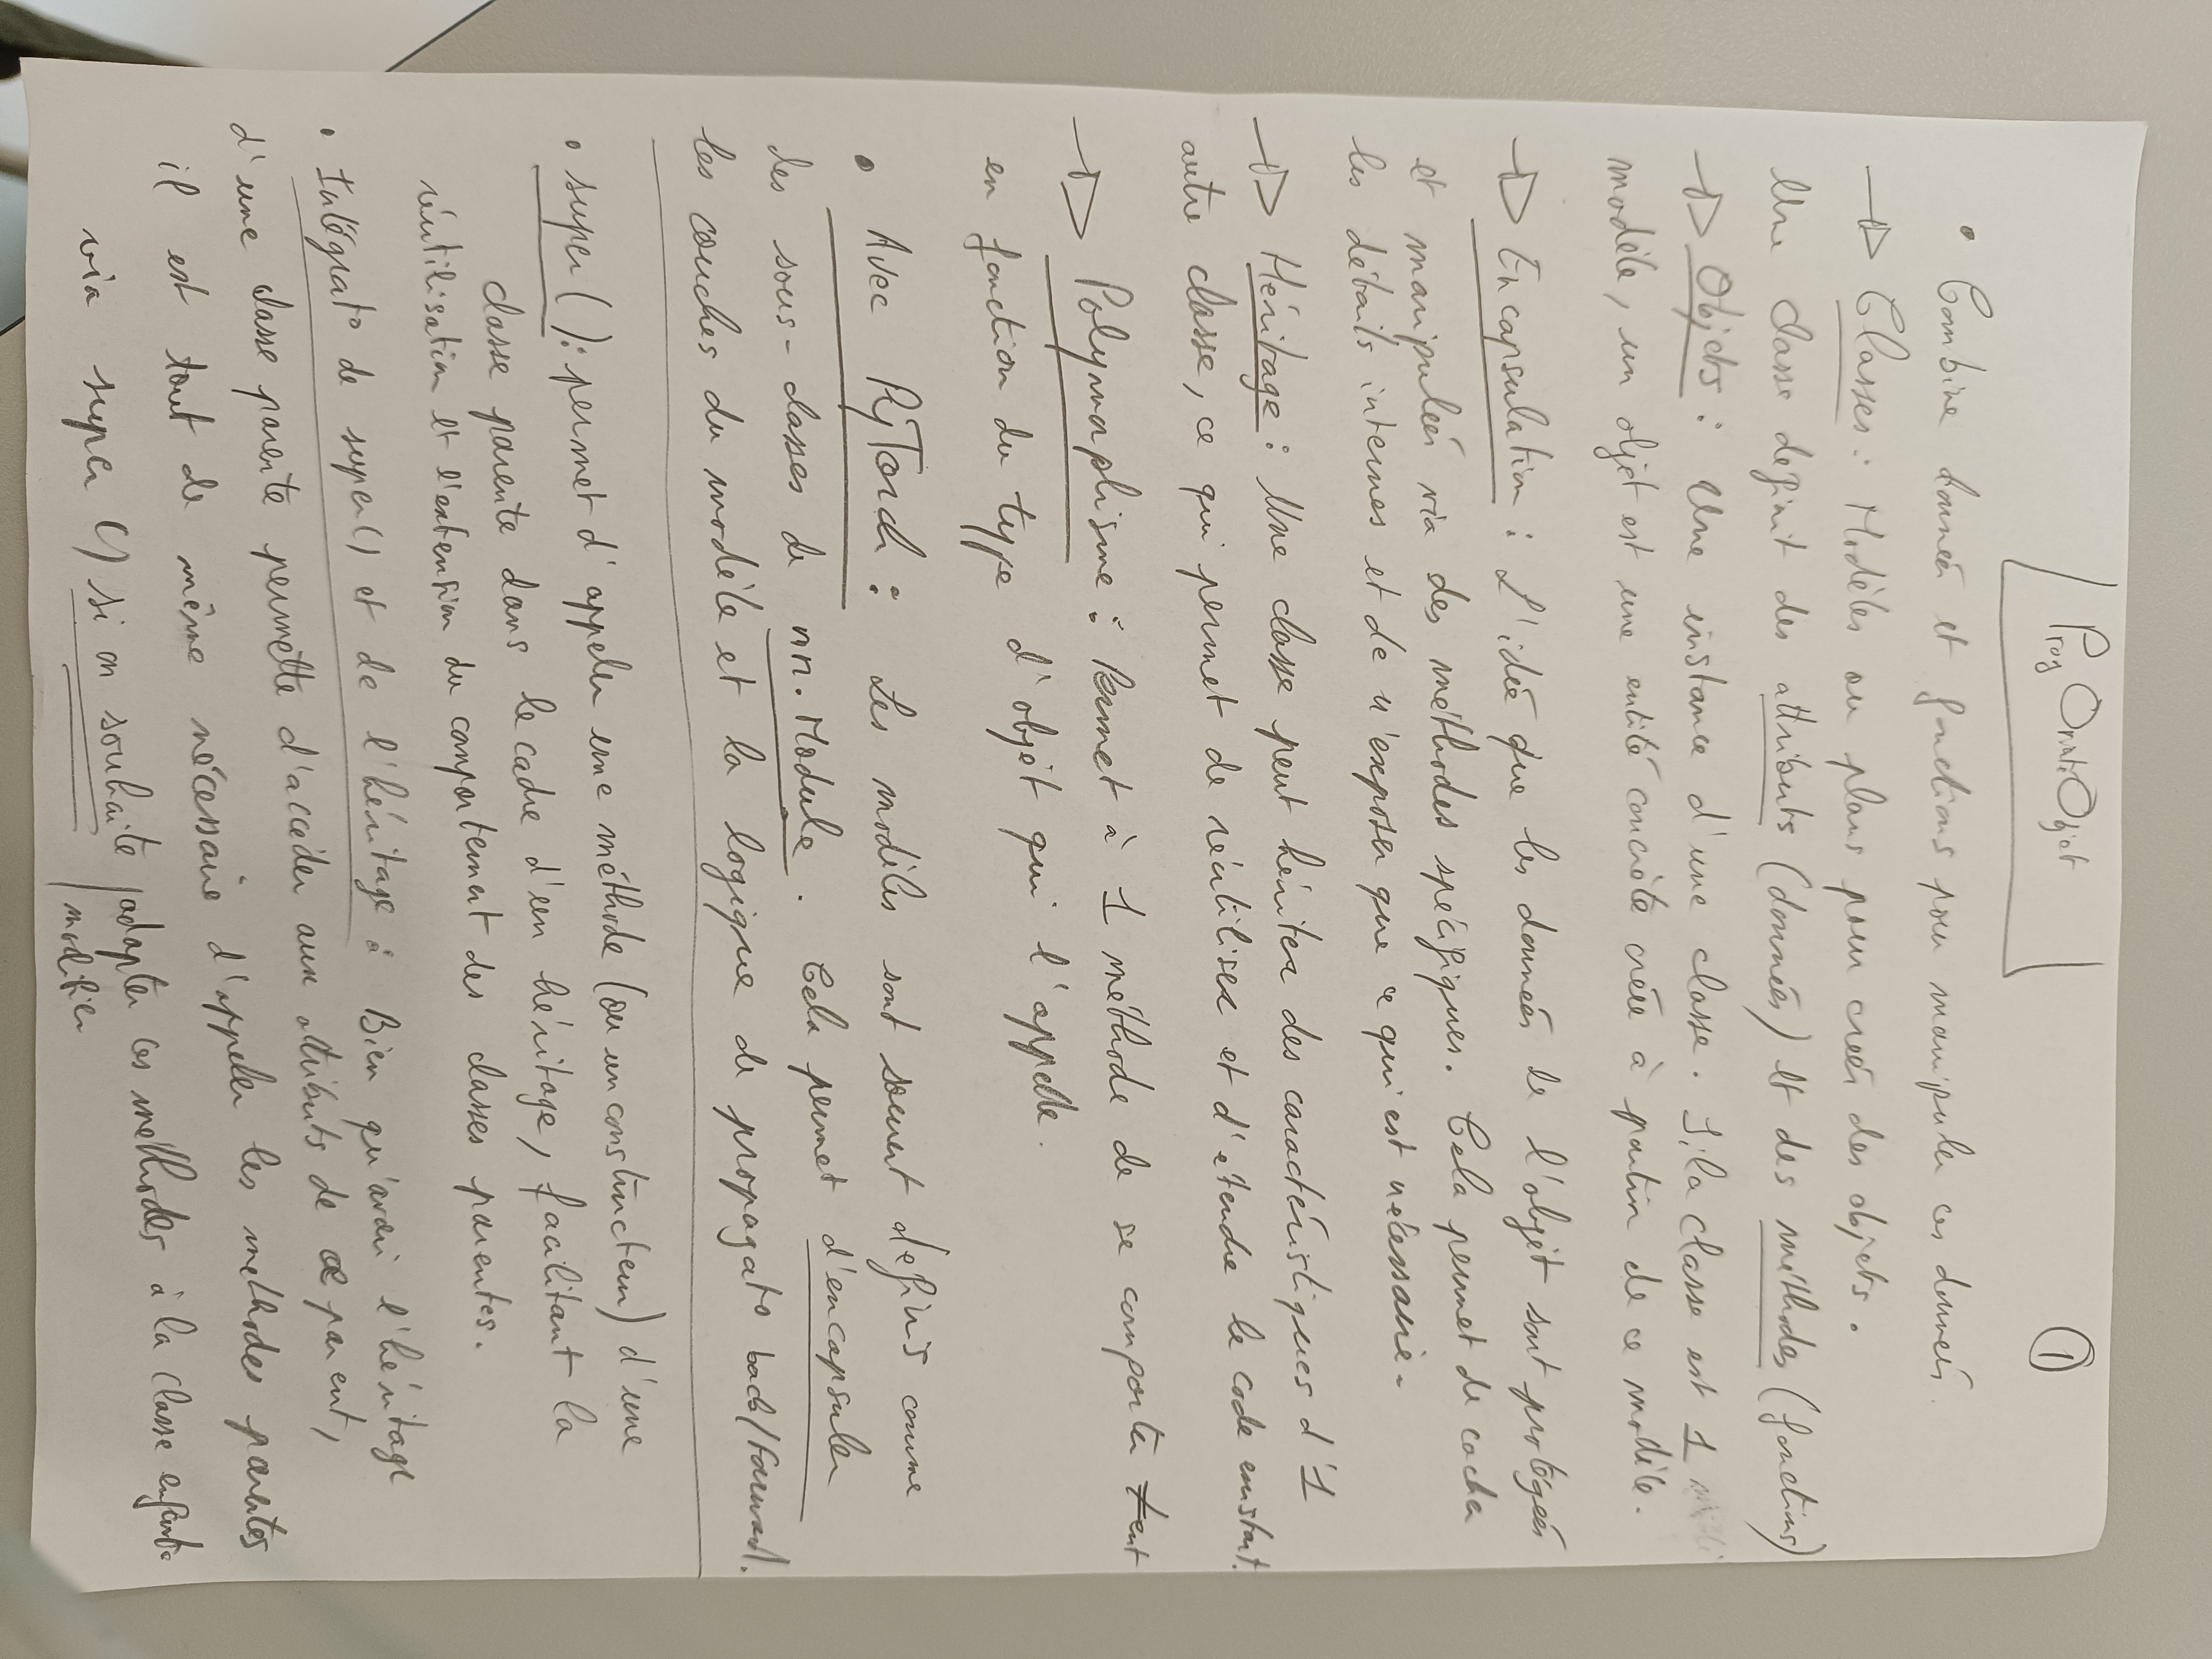 Prog Orienté Objet
①
• Combine données et fonctions pour manipuler ces données.
→ Classes : Modèles ou plans pour créer des objets.
Une classe definit des attributs (données) et des méthodes (fonctions)
→ Objets : Une instance d'une classe. Si la classe est 1
modèle, un objet est une entité concrète créée à partir de ce modèle.
→ Encapsulation : L'idée que les données de l'objet sont protégées
et manipulées via des méthodes spécifiques. Cela permet de cacher
les détails internes et de n'exposer que ce qui est nécessaire.
→ Héritage : Une classe peut hériter des caractéristiques d'1
autre classe, ce qui permet de réutiliser et d'étendre le code existant.
→ Polymorphisme : Permet à 1 méthode de se comporter ≠ent
en fonction du type d'objet qui l'appelle.
• Avec PyTorch : Les modèles sont souvent definis comme
des sous-classes de nn.Module. Cela permet d'encapsuler
les couches du modèle et la logique de propagat° back/forward.
• super( ): permet d'appeler une méthode (ou un constructeur) d'une
classe parente dans le cadre d'un héritage, facilitant la
réutilisation et l'extension du comportement des classes parentes.
• Intégrat° de super() et de l'héritage : Bien qu'avoir l'héritage
d'une classe parente permette d'accéder aux attributs de ce parent,
il est tout de même nécessaire d'appeler les methodes parentes
via super () si on souhaite / adapter ces méthodes à la classe enfant.
/ modifier